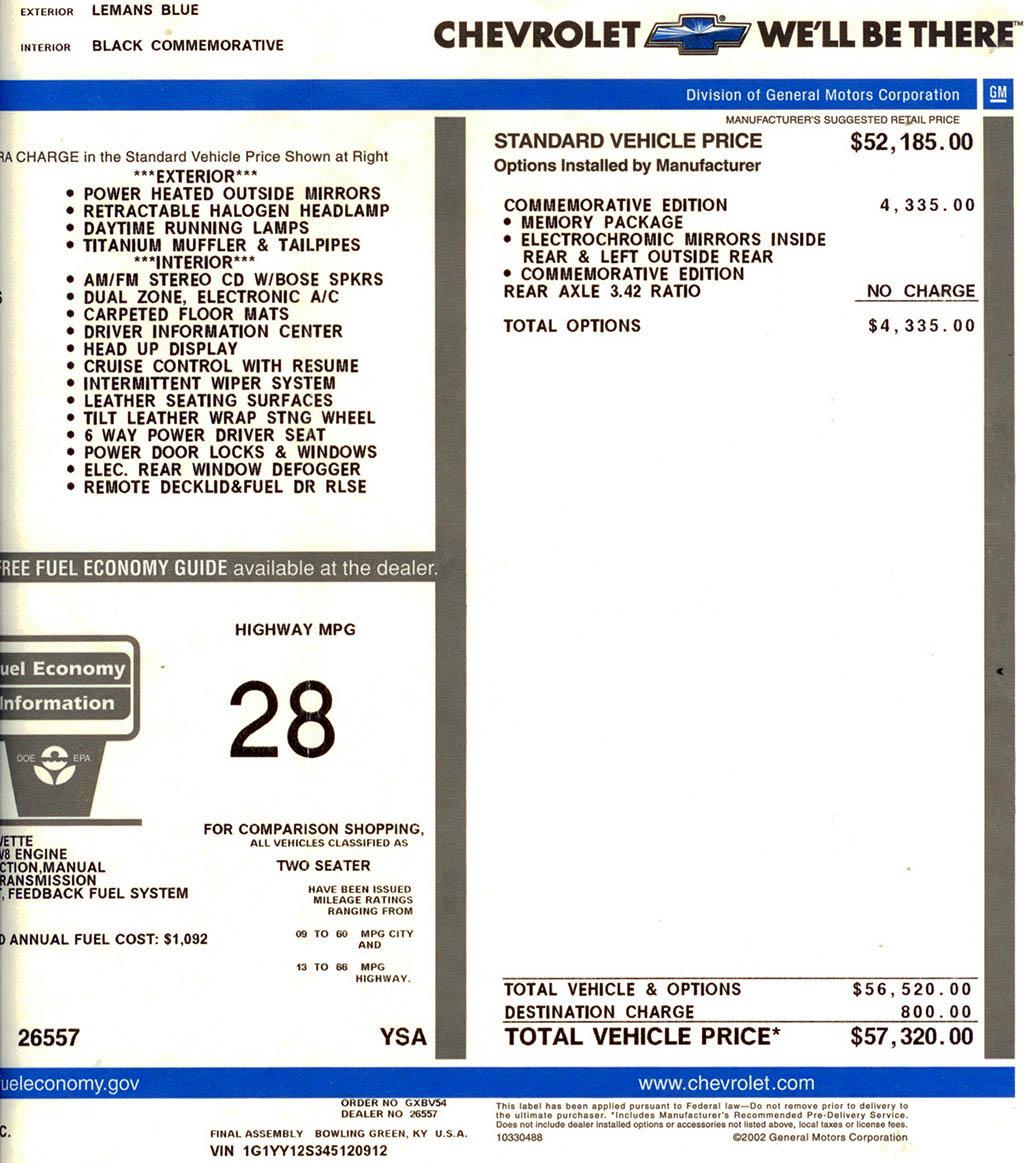 EXTERIOR LEMANS BLUE
INTERIOR BLACK COMMEMORATIVE
CHEVROLET WE'LL BE THERE™
Division of General Motors Corporation GM
CHARGE in the Standard Vehicle Price Shown at Right
***EXTERIOR***
• POWER HEATED OUTSIDE MIRRORS
• RETRACTABLE HALOGEN HEADLAMP
• DAYTIME RUNNING LAMPS
• TITANIUM MUFFLER & TAILPIPES
***INTERIOR***
• AM/FM STEREO CD W/BOSE SPKRS
• DUAL ZONE, ELECTRONIC A/C
• CARPETED FLOOR MATS
• DRIVER INFORMATION CENTER
• HEAD UP DISPLAY
• CRUISE CONTROL WITH RESUME
• INTERMITTENT WIPER SYSTEM
• LEATHER SEATING SURFACES
• TILT LEATHER WRAP STNG WHEEL
• 6 WAY POWER DRIVER SEAT
• POWER DOOR LOCKS & WINDOWS
• ELEC. REAR WINDOW DEFOGGER
• REMOTE DECKLID&FUEL DR RLSE
MANUFACTURER'S SUGGESTED RETAIL PRICE
STANDARD VEHICLE PRICE $52,185.00
Options Installed by Manufacturer
COMMEMORATIVE EDITION 4,335.00
• MEMORY PACKAGE
• ELECTROCHROMIC MIRRORS INSIDE
REAR & LEFT OUTSIDE REAR
• COMMEMORATIVE EDITION
REAR AXLE 3.42 RATIO NO CHARGE
TOTAL OPTIONS $4,335.00
REE FUEL ECONOMY GUIDE available at the dealer.
HIGHWAY MPG
28
uel Economy
Information
DOE EPA
FOR COMPARISON SHOPPING,
ALL VEHICLES CLASSIFIED AS
TWO SEATER
HAVE BEEN ISSUED
MILEAGE RATINGS
RANGING FROM
09 TO 60 MPG CITY
AND
13 TO 66 MPG
HIGHWAY.
ETTE
V8 ENGINE
CTION,MANUAL
RANSMISSION
, FEEDBACK FUEL SYSTEM
D ANNUAL FUEL COST: $1,092
26557 YSA
TOTAL VEHICLE & OPTIONS $56,520.00
DESTINATION CHARGE 800.00
TOTAL VEHICLE PRICE* $57,320.00
ueleconomy.gov
www.chevrolet.com
ORDER NO GXBV54
DEALER NO 26557
C.
FINAL ASSEMBLY BOWLING GREEN, KY U.S.A.
VIN 1G1YY12S345120912
This label has been applied pursuant to Federal law—Do not remove prior to delivery to
the ultimate purchaser. *Includes Manufacturer's Recommended Pre-Delivery Service.
Does not include dealer installed options or accessories not listed above, local taxes or license fees.
10330488 ©2002 General Motors Corporation